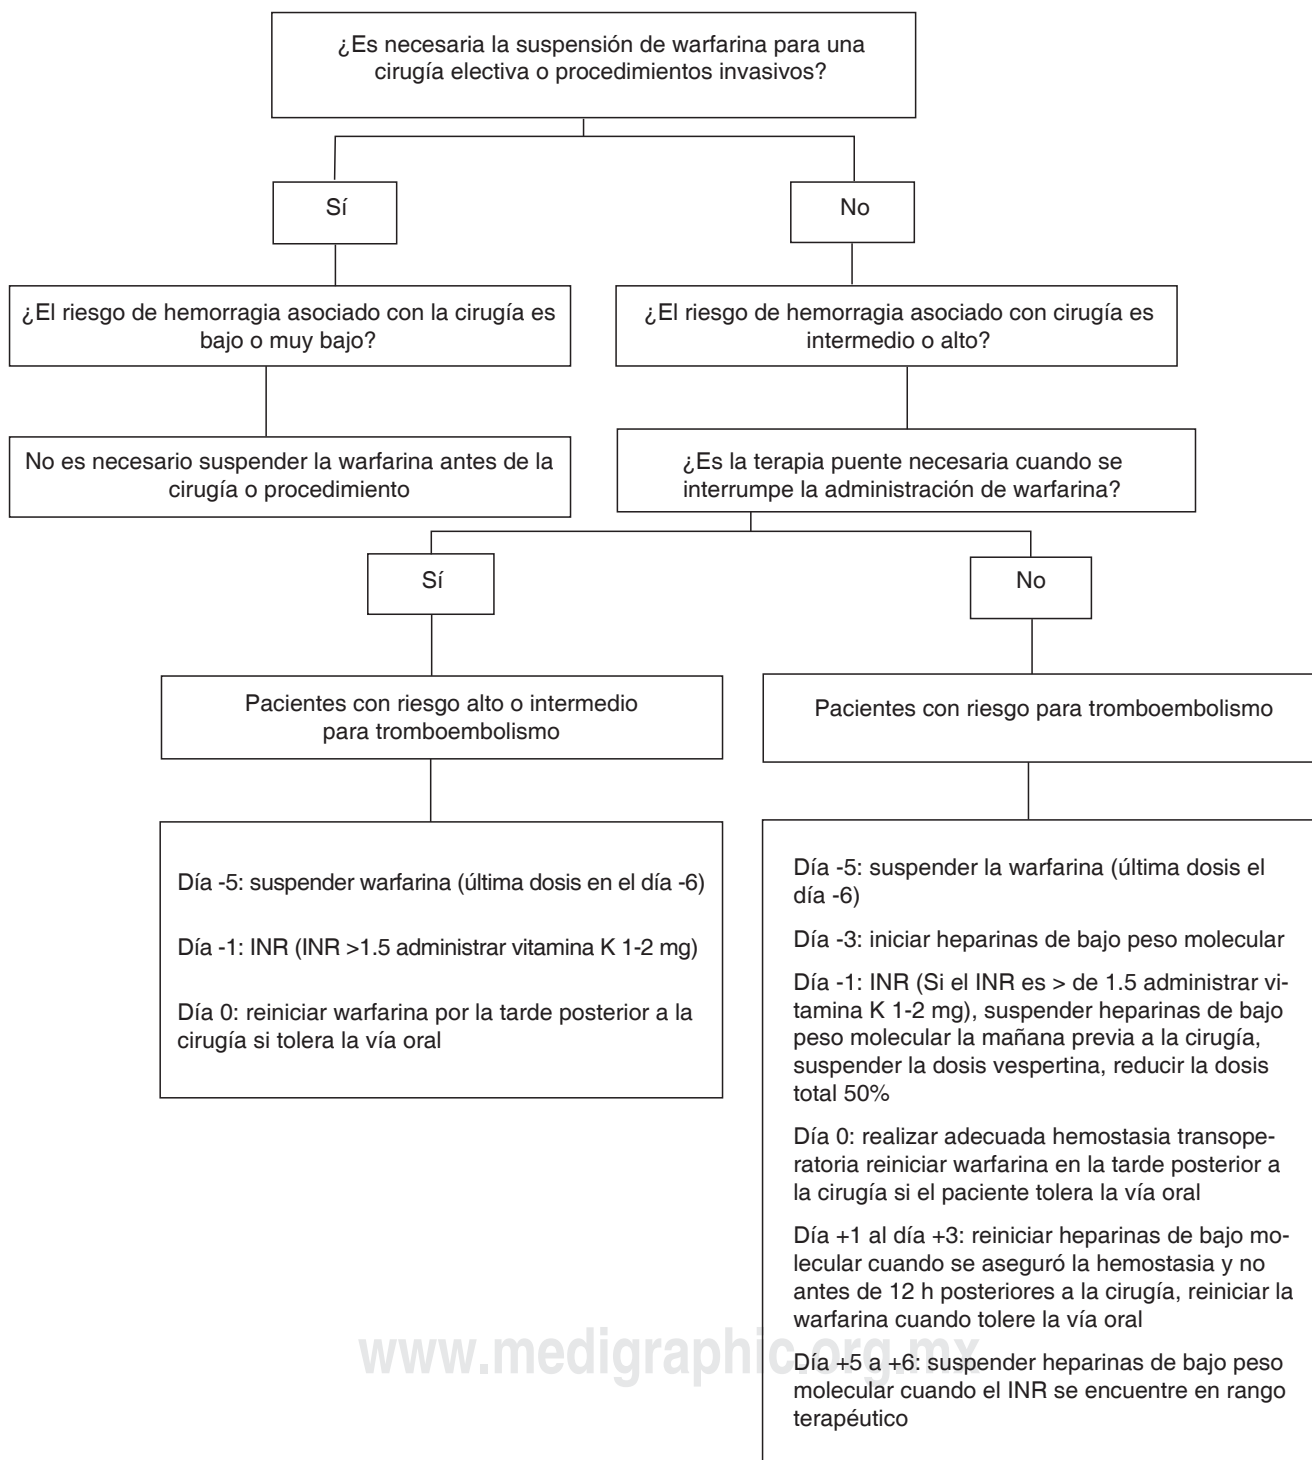 ¿Es necesaria la suspensión de warfarina para una
cirugía electiva o procedimientos invasivos?
Sí
No
¿El riesgo de hemorragia asociado con la cirugía es
bajo o muy bajo?
¿El riesgo de hemorragia asociado con cirugía es
intermedio o alto?
No es necesario suspender la warfarina antes de la
cirugía o procedimiento
¿Es la terapia puente necesaria cuando se
interrumpe la administración de warfarina?
Sí
No
Pacientes con riesgo alto o intermedio
para tromboembolismo
Pacientes con riesgo para tromboembolismo
Día -5: suspender warfarina (última dosis en el día -6)
Día -1: INR (INR >1.5 administrar vitamina K 1-2 mg)
Día 0: reiniciar warfarina por la tarde posterior a la
cirugía si tolera la vía oral
Día -5: suspender la warfarina (última dosis el
día -6)
Día -3: iniciar heparinas de bajo peso molecular
Día -1: INR (Si el INR es > de 1.5 administrar vi-
tamina K 1-2 mg), suspender heparinas de bajo
peso molecular la mañana previa a la cirugía,
suspender la dosis vespertina, reducir la dosis
total 50%
Día 0: realizar adecuada hemostasia transope-
ratoria reiniciar warfarina en la tarde posterior a
la cirugía si el paciente tolera la vía oral
Día +1 al día +3: reiniciar heparinas de bajo mo-
lecular cuando se aseguró la hemostasia y no
antes de 12 h posteriores a la cirugía, reiniciar la
warfarina cuando tolere la vía oral
Día +5 a +6: suspender heparinas de bajo peso
molecular cuando el INR se encuentre en rango
terapéutico
www.medigraphic.org.mx